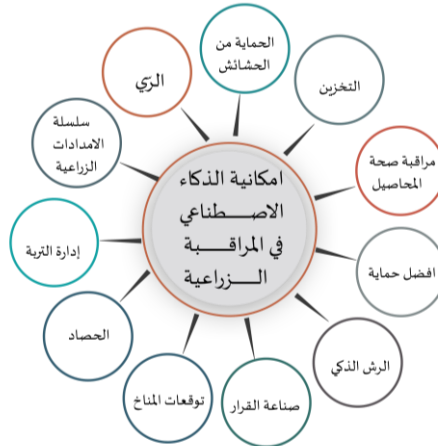 امكانية الذكاء
الاصطناعي
في المراقبة
الزراعية
الحماية من
الحشائش
التخزين
مراقبة صحة
المحاصيل
افضل حماية
الرش الذكي
صناعة القرار
توقعات المناخ
الحصاد
إدارة التربة
سلسلة
الامدادات
الزراعية
الرّي